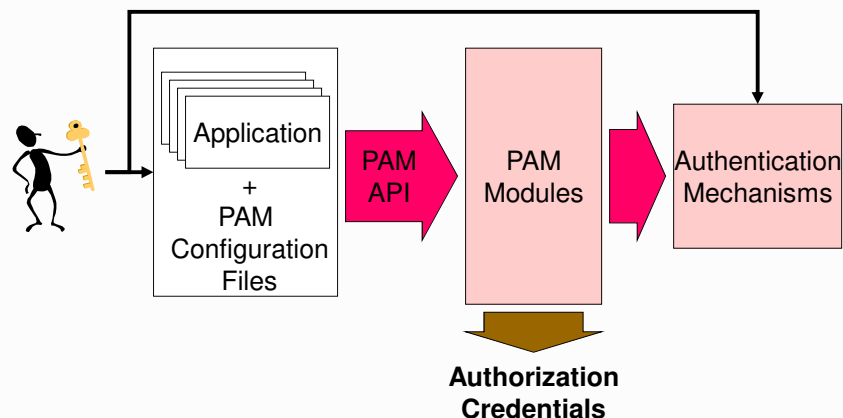 Application
+
PAM
Configuration
Files
PAM
API
PAM
Modules
Authentication
Mechanisms
Authorization
Credentials